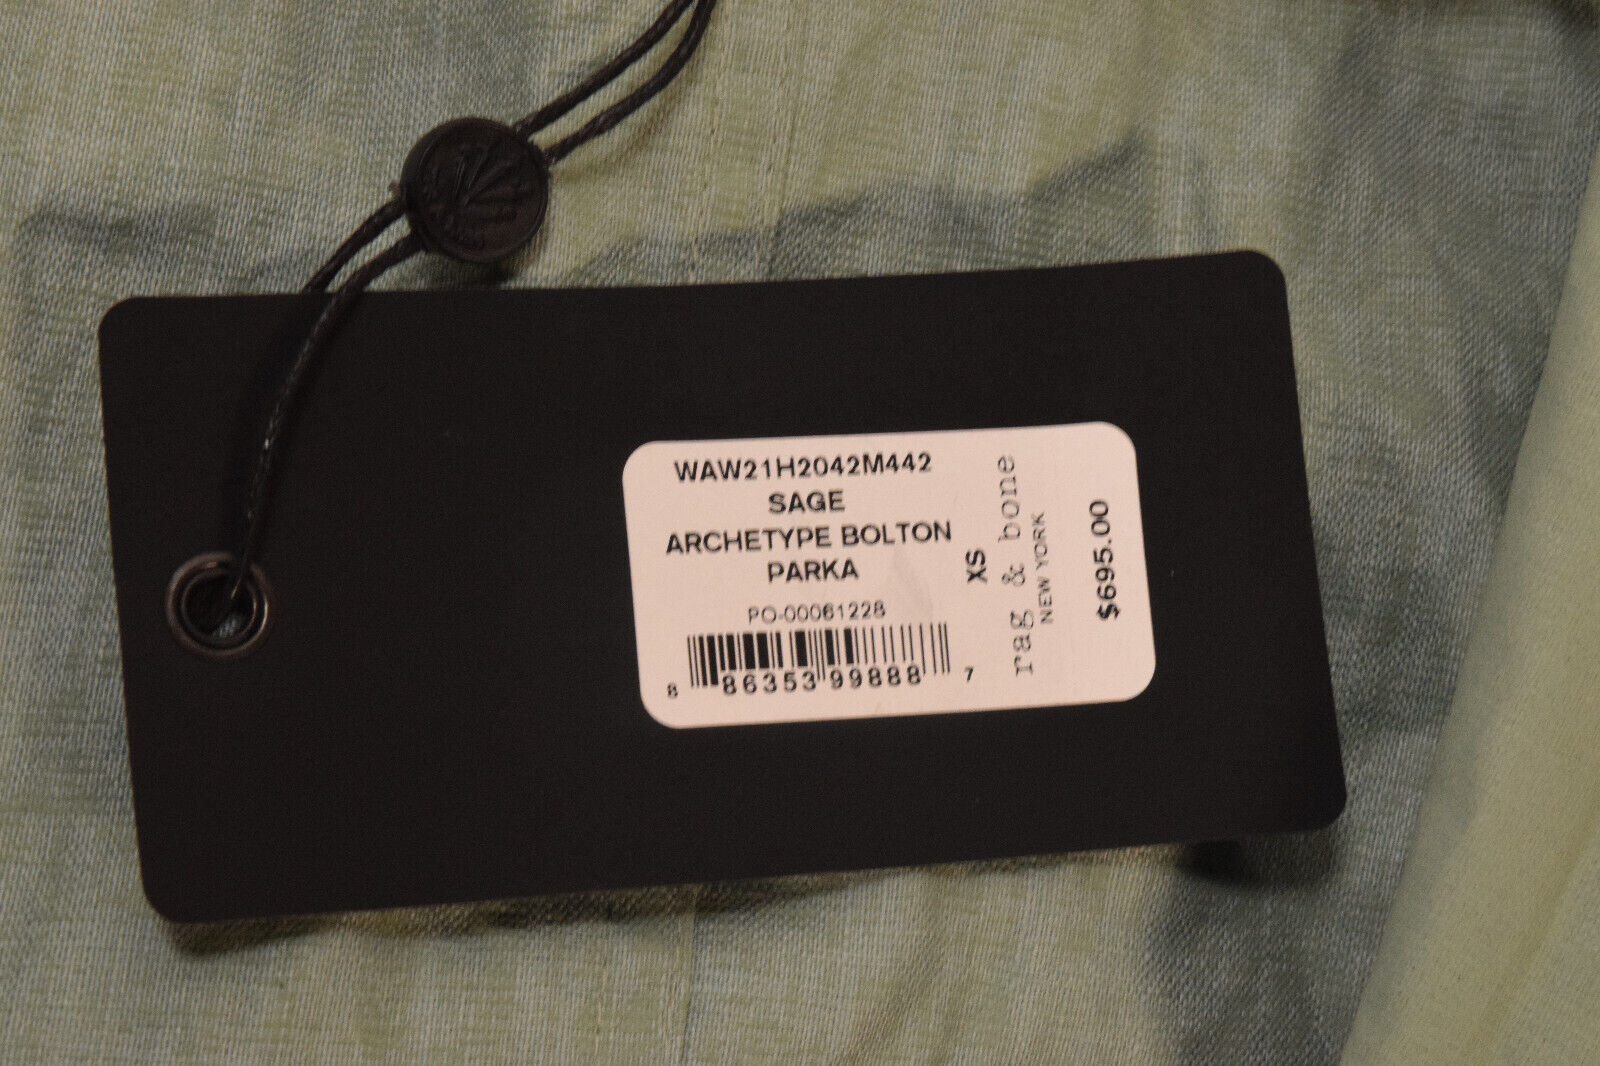 WAW21H2042M442
SAGE
ARCHETYPE BOLTON
PARKA
PO-00061228
8 86353 99888 7
XS
rag & bone
NEW YORK
$695.00